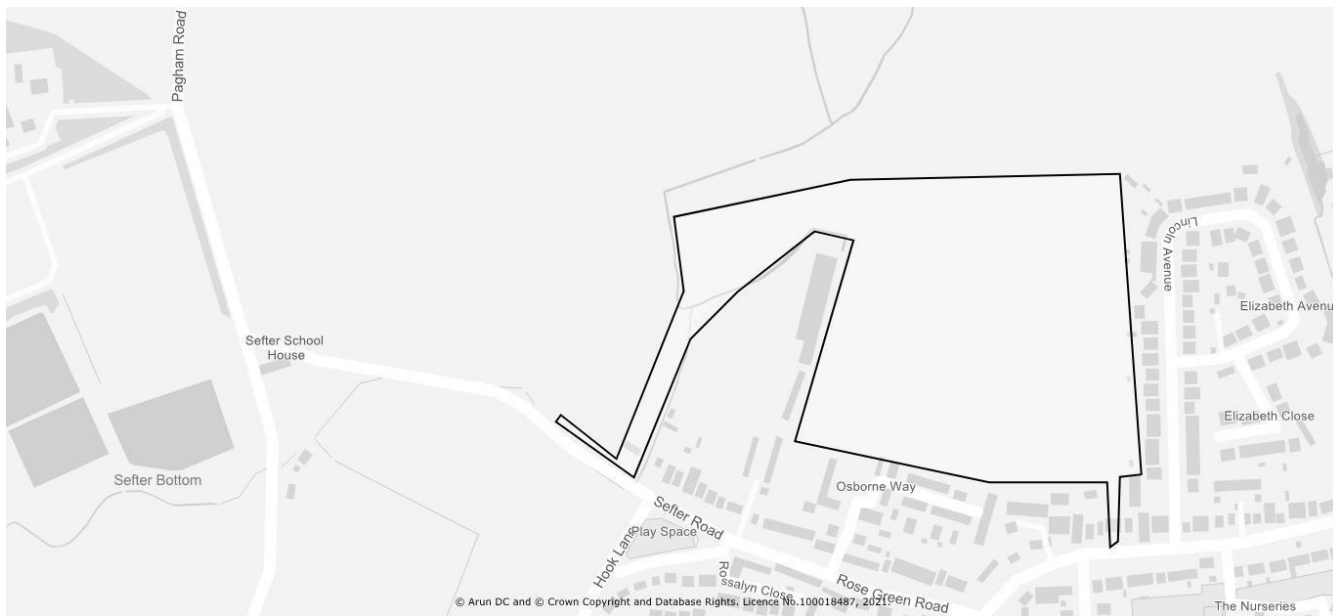 Pagham Road
Lincoln Avenue
Elizabeth Avenu
Sefter School
House
Elizabeth Close
Sefter Bottom
Osborne Way
Sefter Road
Play Space
Hook Lane
Rossalyn Close
Rose Green Road
© Arun DC and © Crown Copyright and Database Rights. Licence No.100018487, 2021.
The Nurseries